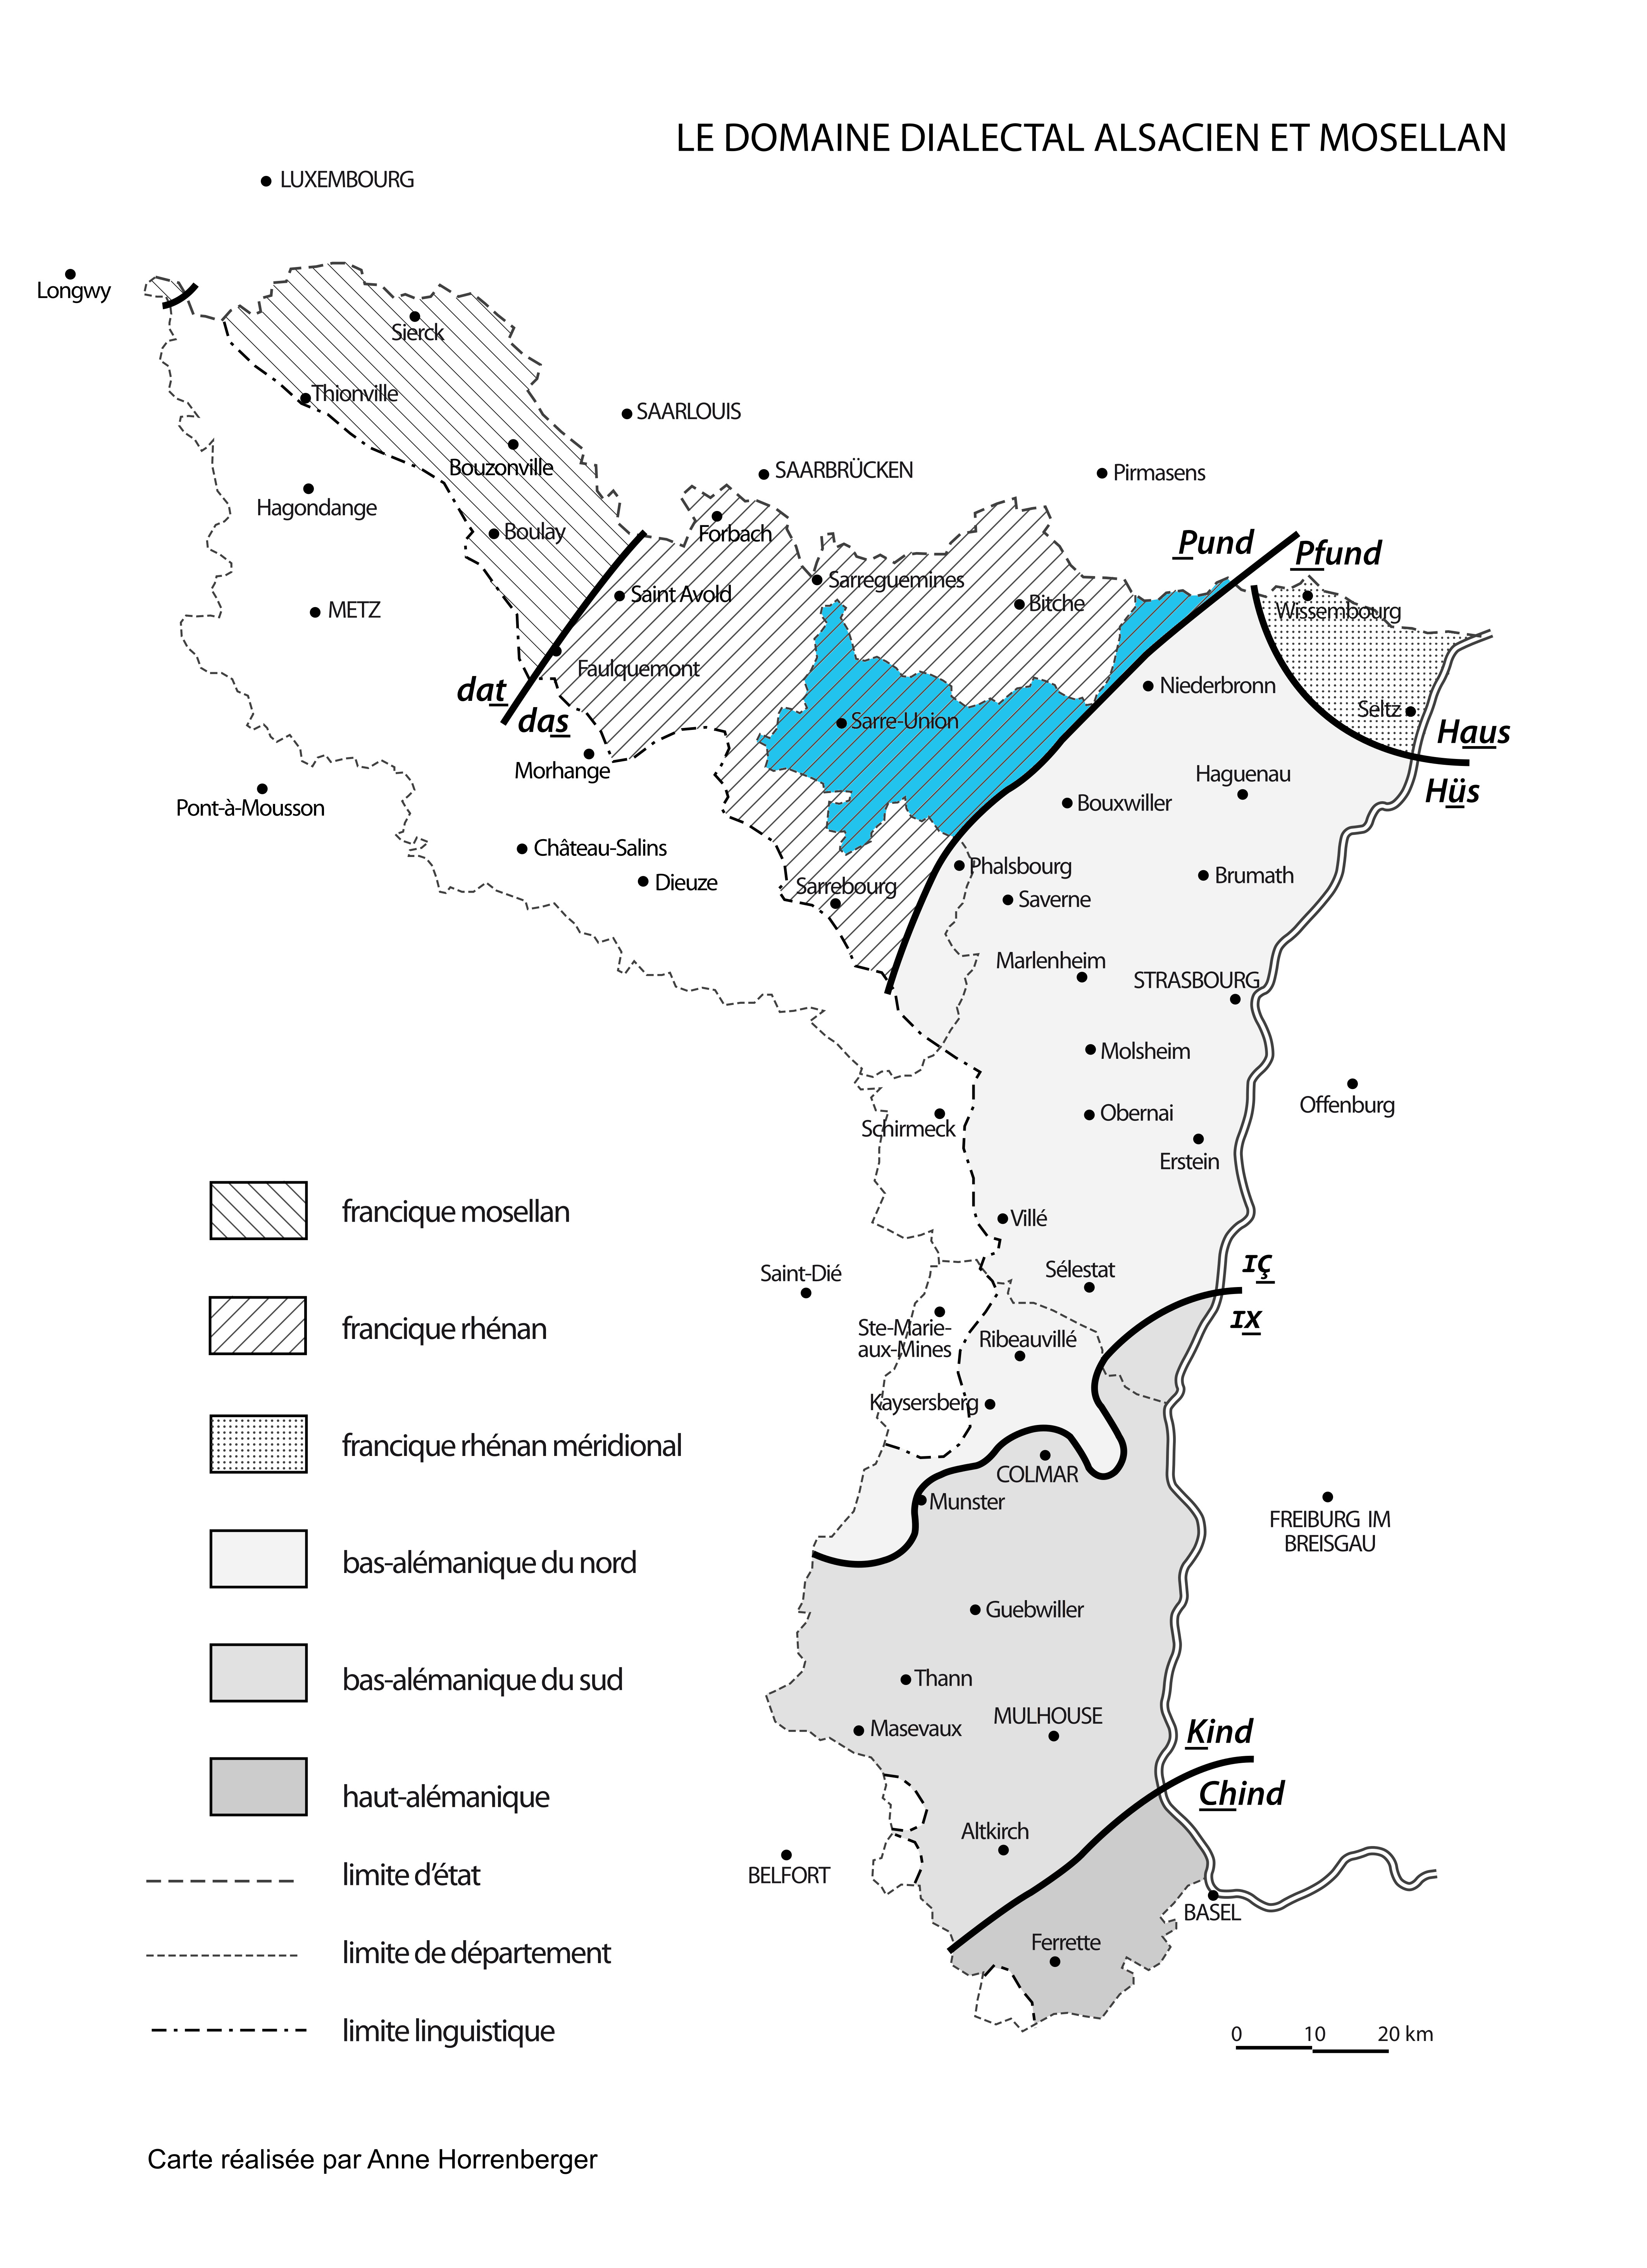 LE DOMAINE DIALECTAL ALSACIEN ET MOSELLAN
LUXEMBOURG
Longwy
Sierck
Thionville
SAARLOUIS
Bouzonville
SAARBRÜCKEN
Pirmasens
Hagondange
Boulay
Forbach
Pund
Pfund
Sarreguemines
Saint Avold
Bitche
METZ
Wissembourg
Faulquemont
Niederbronn
dat
das
Seltz
Sarre-Union
Haus
Morhange
Haguenau
Hüs
Pont-à-Mousson
Bouxwiller
Château-Salins
Phalsbourg
Brumath
Dieuze
Sarrebourg
Saverne
Marlenheim
STRASBOURG
Molsheim
Offenburg
Obernai
Schirmeck
Erstein
francique mosellan
Villé
Saint-Dié
Sélestat
ɪç
ɪx
francique rhénan
Ste-Marie-
aux-Mines
Ribeauvillé
Kaysersberg
francique rhénan méridional
COLMAR
Munster
FREIBURG IM
BREISGAU
bas-alémanique du nord
Guebwiller
bas-alémanique du sud
Thann
MULHOUSE
Masevaux
Kind
Chind
haut-alémanique
Altkirch
BELFORT
limite d'état
BASEL
Ferrette
limite de département
limite linguistique
0 10 20 km
Carte réalisée par Anne Horrenberger